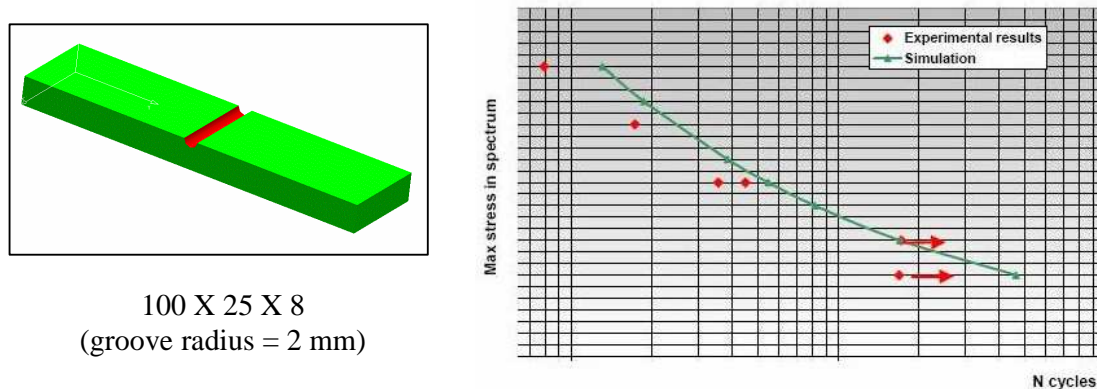 100 X 25 X 8
(groove radius = 2 mm)
Max stress in spectrum
Experimental results
Simulation
N cycles